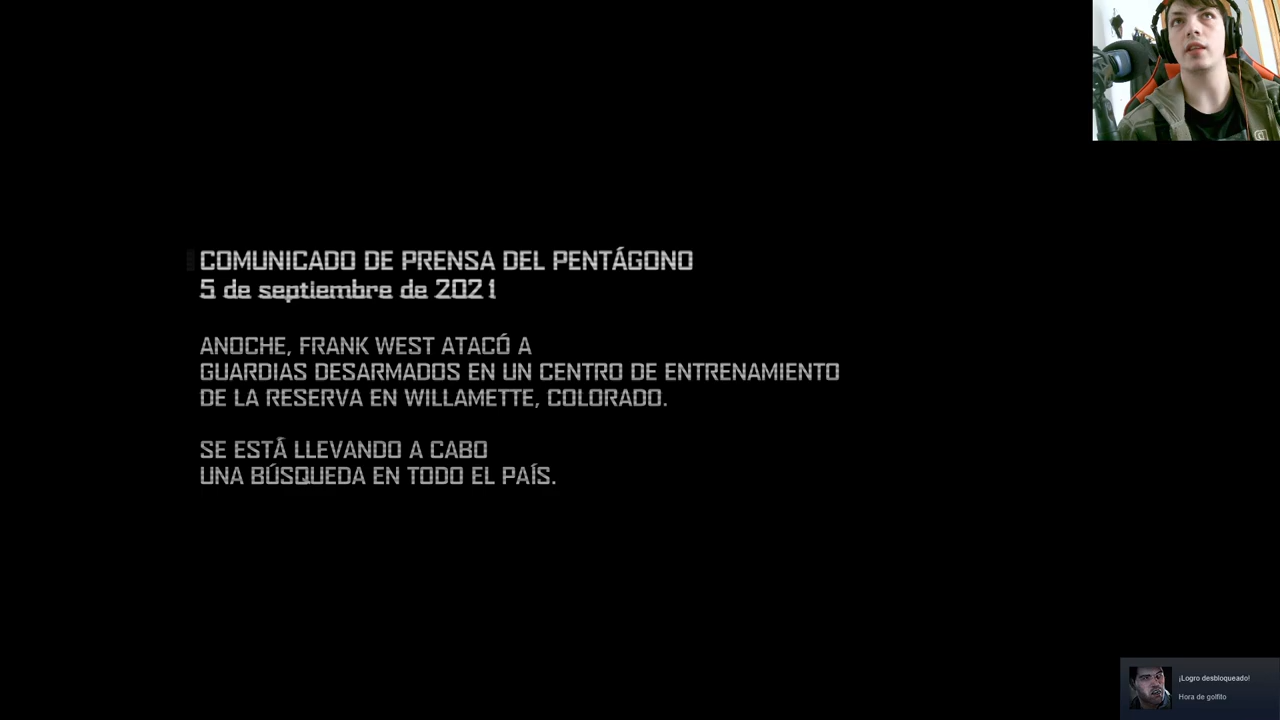 COMUNICADO DE PRENSA DEL PENTÁGONO
5 de septiembre de 2021
ANOCHE, FRANK WEST ATACÓ A
GUARDIAS DESARMADOS EN UN CENTRO DE ENTRENAMIENTO
DE LA RESERVA EN WILLAMETTE, COLORADO.
SE ESTÁ LLEVANDO A CABO
UNA BÚSQUEDA EN TODO EL PAÍS.
¡Logro desbloqueado!
Hora de golfito